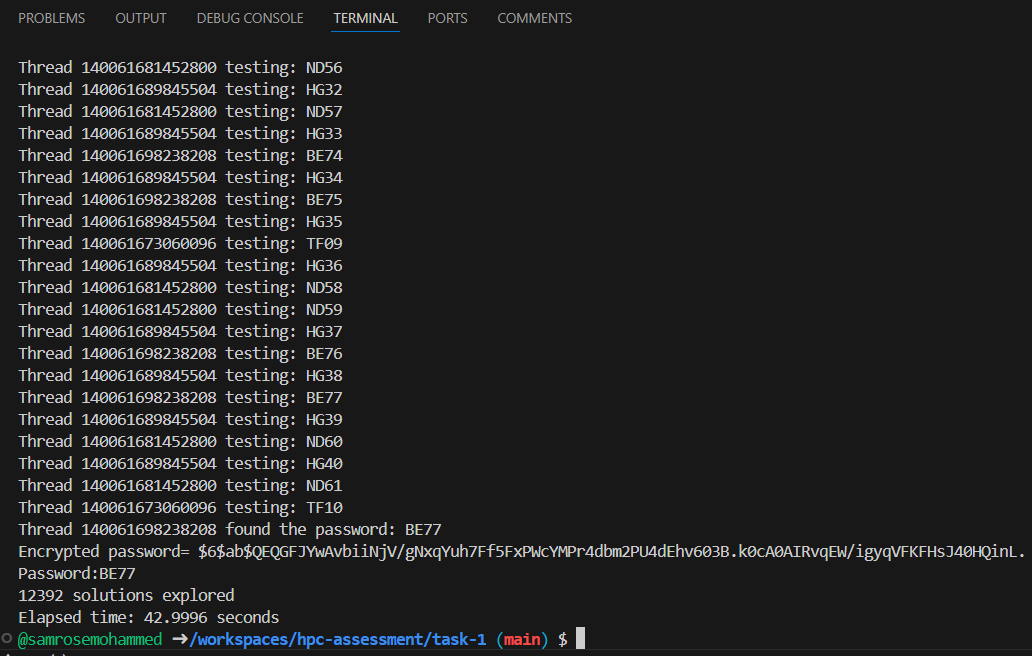 PROBLEMS OUTPUT DEBUG CONSOLE TERMINAL PORTS COMMENTS
Thread 140061681452800 testing: ND56
Thread 140061689845504 testing: HG32
Thread 140061681452800 testing: ND57
Thread 140061689845504 testing: HG33
Thread 140061698238208 testing: BE74
Thread 140061689845504 testing: HG34
Thread 140061698238208 testing: BE75
Thread 140061689845504 testing: HG35
Thread 140061673060096 testing: TF09
Thread 140061689845504 testing: HG36
Thread 140061681452800 testing: ND58
Thread 140061681452800 testing: ND59
Thread 140061689845504 testing: HG37
Thread 140061698238208 testing: BE76
Thread 140061689845504 testing: HG38
Thread 140061698238208 testing: BE77
Thread 140061689845504 testing: HG39
Thread 140061681452800 testing: ND60
Thread 140061689845504 testing: HG40
Thread 140061681452800 testing: ND61
Thread 140061673060096 testing: TF10
Thread 140061698238208 found the password: BE77
Encrypted password= $6$ab$QEQGFJYwAvbiiNjV/gNxqYuh7Ff5FxPWcYMPr4dbm2PU4dEhv603B.k0cA0AIRvqEW/igyqVFKFHsJ40HQinL.
Password:BE77
12392 solutions explored
Elapsed time: 42.9996 seconds
@samrosemohammed ➜/workspaces/hpc-assessment/task-1 (main) $